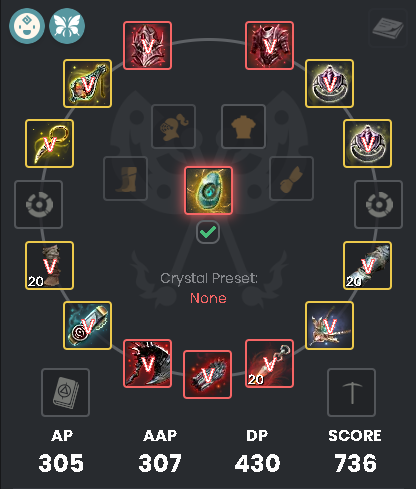 V V
V V
V V
V V
20 20
V V
Crystal Preset:
None
V V V
20
AP AAP DP SCORE
305 307 430 736